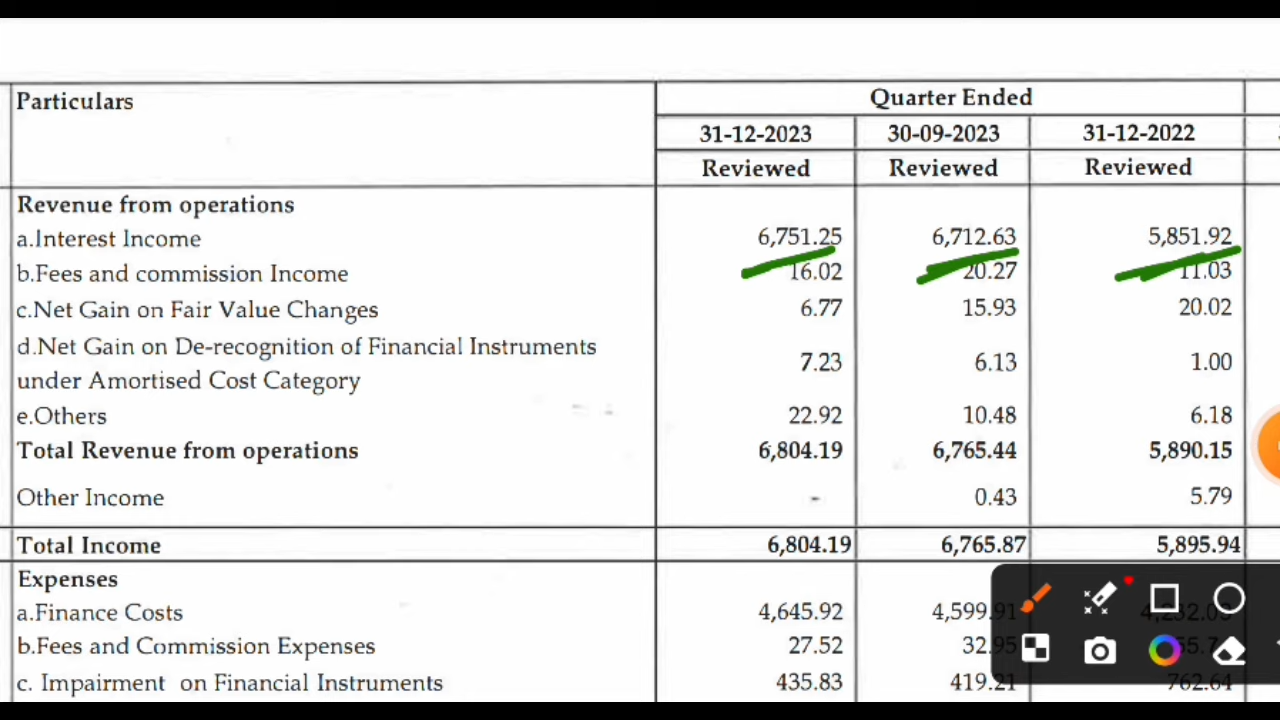 Particulars Quarter Ended
31-12-2023 30-09-2023 31-12-2022
Reviewed Reviewed Reviewed
Revenue from operations
a.Interest Income 6,751.25 6,712.63 5,851.92
b.Fees and commission Income 16.02 20.27 11.03
c.Net Gain on Fair Value Changes 6.77 15.93 20.02
d.Net Gain on De-recognition of Financial Instruments
under Amortised Cost Category 7.23 6.13 1.00
e.Others 22.92 10.48 6.18
Total Revenue from operations 6,804.19 6,765.44 5,890.15
Other Income - 0.43 5.79
Total Income 6,804.19 6,765.87 5,895.94
Expenses
a.Finance Costs 4,645.92 4,599.91
b.Fees and Commission Expenses 27.52 32.95
c. Impairment on Financial Instruments 435.83 419.21 762.64